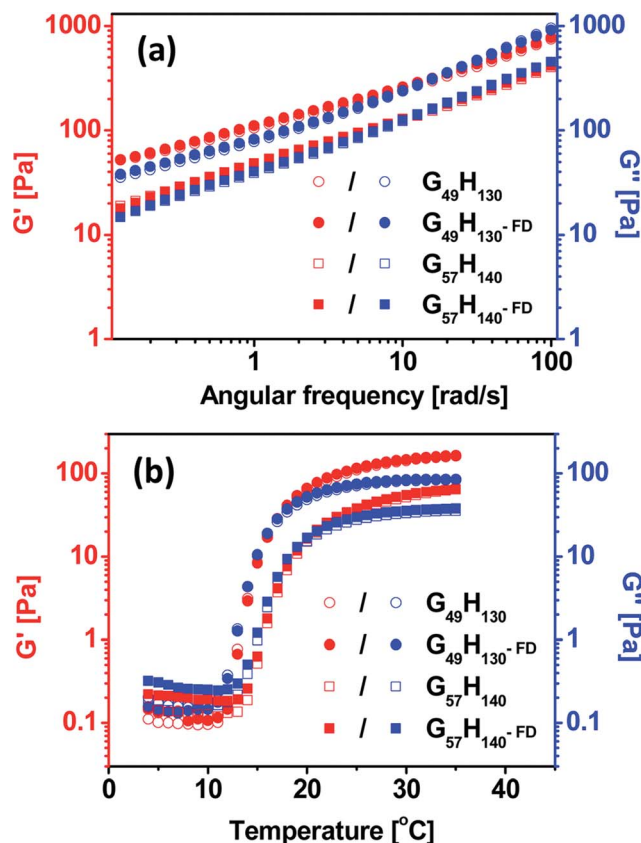 (a)
1000
100
10
1
G' [Pa]
1000
100
10
1
G'' [Pa]
/ G49H130
/ G49H130-FD
/ G57H140
/ G57H140-FD
1 10 100
Angular frequency [rad/s]
(b)
100
10
1
0.1
G' [Pa]
100
10
1
0.1
G'' [Pa]
/ G49H130
/ G49H130-FD
/ G57H140
/ G57H140-FD
0 10 20 30 40
Temperature [°C]